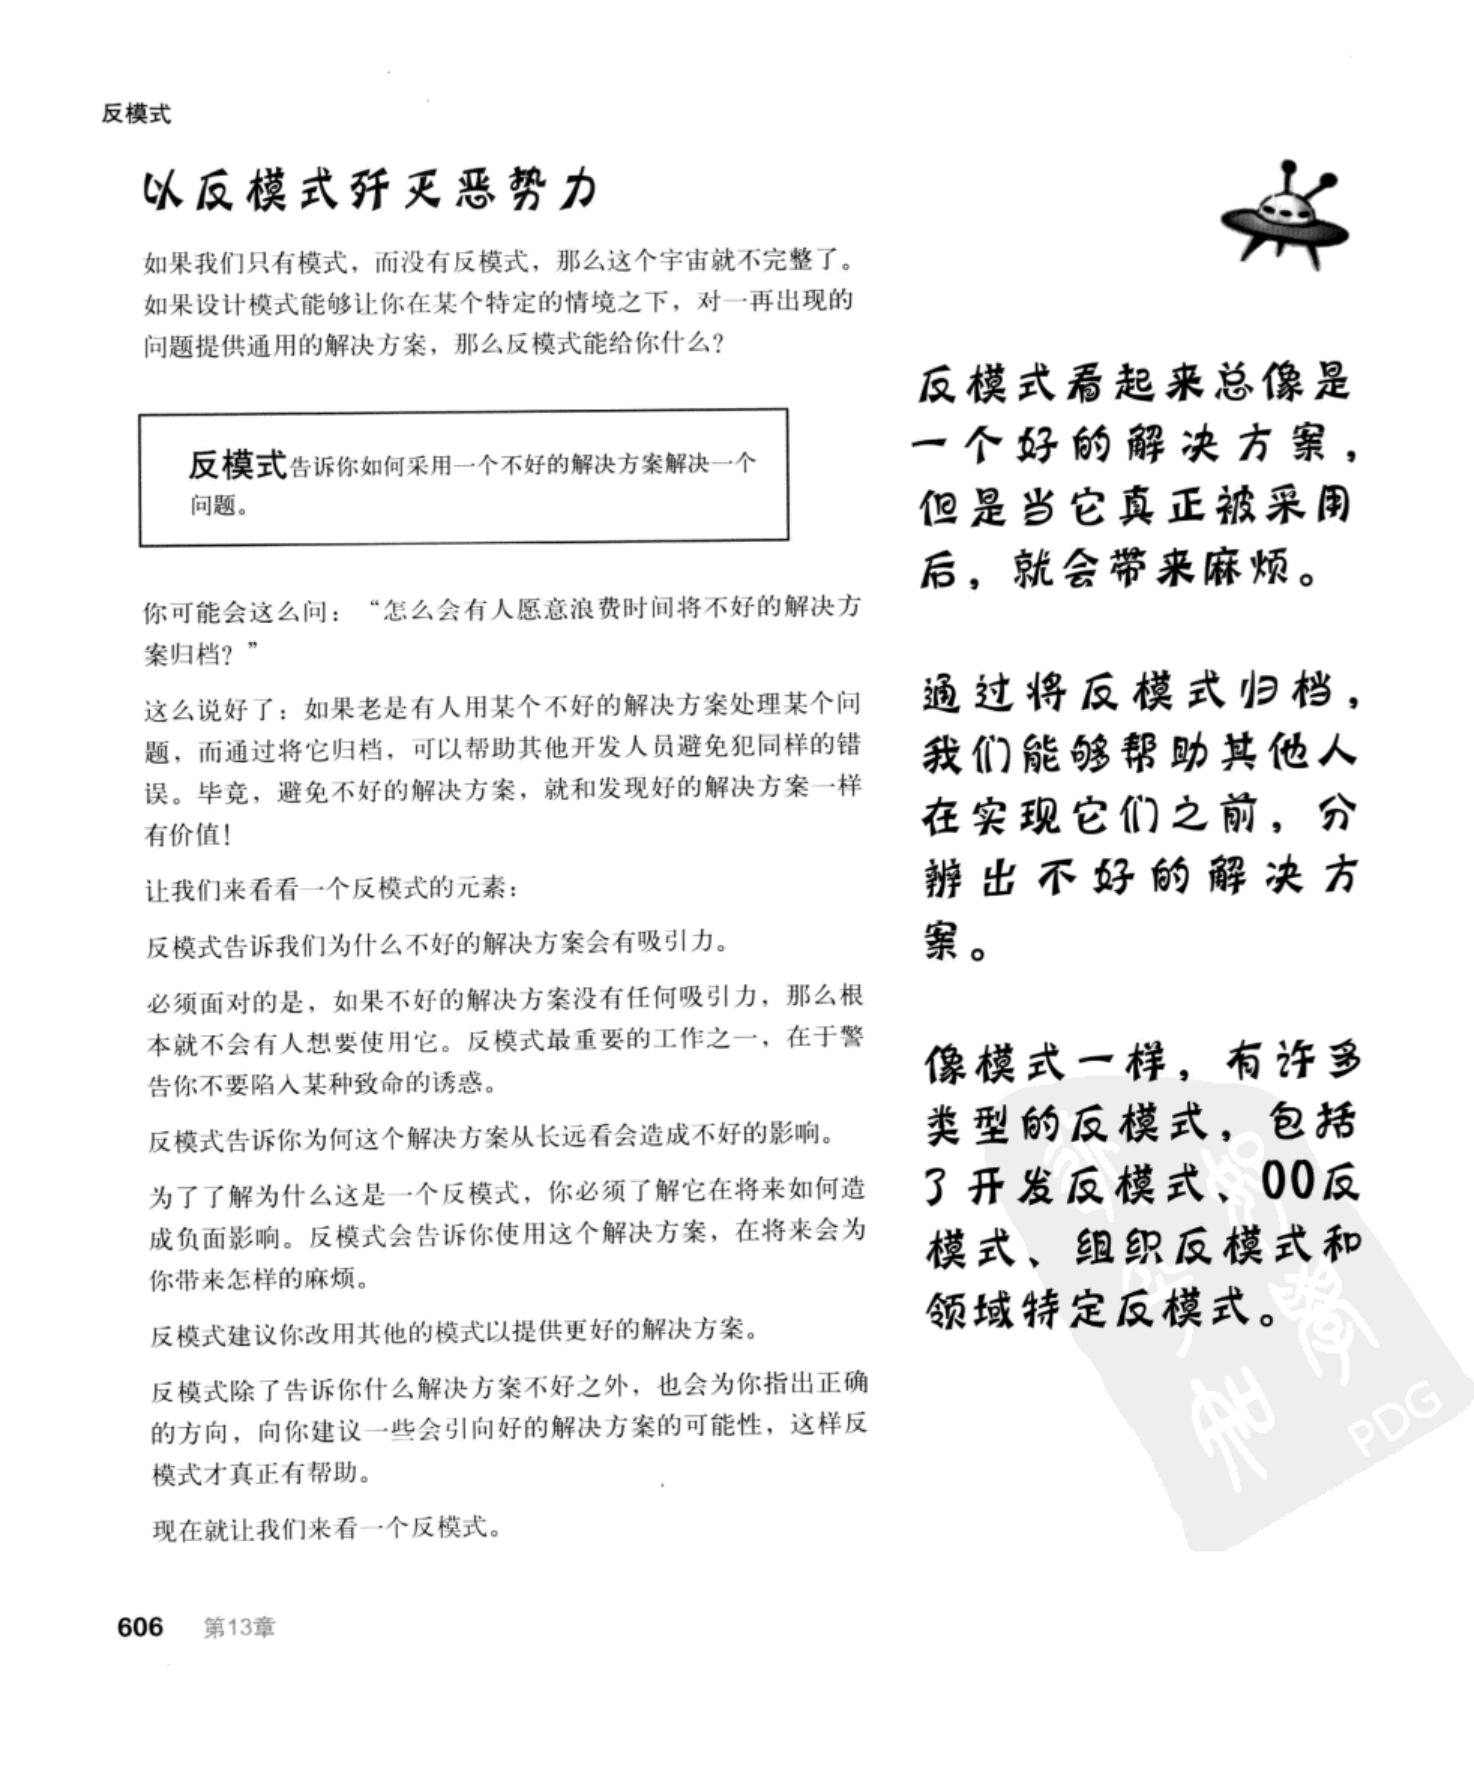 反模式
以反模式歼灭恶势力
如果我们只有模式，而没有反模式，那么这个宇宙就不完整了。
如果设计模式能够让你在某个特定的情境之下，对一再出现的
问题提供通用的解决方案，那么反模式能给你什么？
反模式告诉你如何采用一个不好的解决方案解决一个
问题。
你可能会这么问：“怎么会有人愿意浪费时间将不好的解决方
案归档？”
这么说好了：如果老是有人用某个不好的解决方案处理某个问
题，而通过将它归档，可以帮助其他开发人员避免犯同样的错
误。毕竟，避免不好的解决方案，就和发现好的解决方案一样
有价值！
让我们来看看一个反模式的元素：
反模式告诉我们为什么不好的解决方案会有吸引力。
必须面对的是，如果不好的解决方案没有任何吸引力，那么根
本就不会有人想要使用它。反模式最重要的工作之一，在于警
告你不要陷入某种致命的诱惑。
反模式告诉你为何这个解决方案从长远看会造成不好的影响。
为了了解为什么这是一个反模式，你必须了解它在将来如何造
成负面影响。反模式会告诉你使用这个解决方案，在将来会为
你带来怎样的麻烦。
反模式建议你改用其他的模式以提供更好的解决方案。
反模式除了告诉你什么解决方案不好之外，也会为你指出正确
的方向，向你建议一些会引向好的解决方案的可能性，这样反
模式才真正有帮助。
现在就让我们来看一个反模式。
反模式看起来总像是
一个好的解决方案，
但是当它真正被采用
后，就会带来麻烦。
通过将反模式归档，
我们能够帮助其他人
在实现它们之前，分
辨出不好的解决方
案。
像模式一样，有许多
类型的反模式，包括
了开发反模式、OO反
模式、组织反模式和
领域特定反模式。
PDG
606 第13章